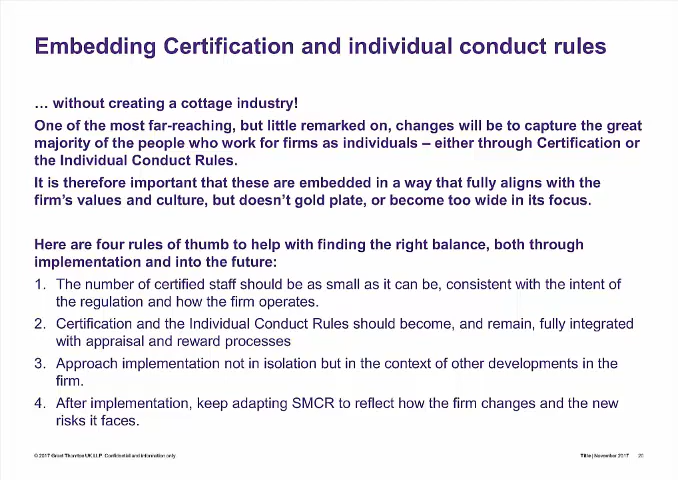 Embedding Certification and individual conduct rules
… without creating a cottage industry!
One of the most far-reaching, but little remarked on, changes will be to capture the great
majority of the people who work for firms as individuals – either through Certification or
the Individual Conduct Rules.
It is therefore important that these are embedded in a way that fully aligns with the
firm's values and culture, but doesn't gold plate, or become too wide in its focus.
Here are four rules of thumb to help with finding the right balance, both through
implementation and into the future:
1. The number of certified staff should be as small as it can be, consistent with the intent of
the regulation and how the firm operates.
2. Certification and the Individual Conduct Rules should become, and remain, fully integrated
with appraisal and reward processes
3. Approach implementation not in isolation but in the context of other developments in the
firm.
4. After implementation, keep adapting SMCR to reflect how the firm changes and the new
risks it faces.
© 2017 Grant Thornton UK LLP. Confidential and information only. Title | November 2017 20